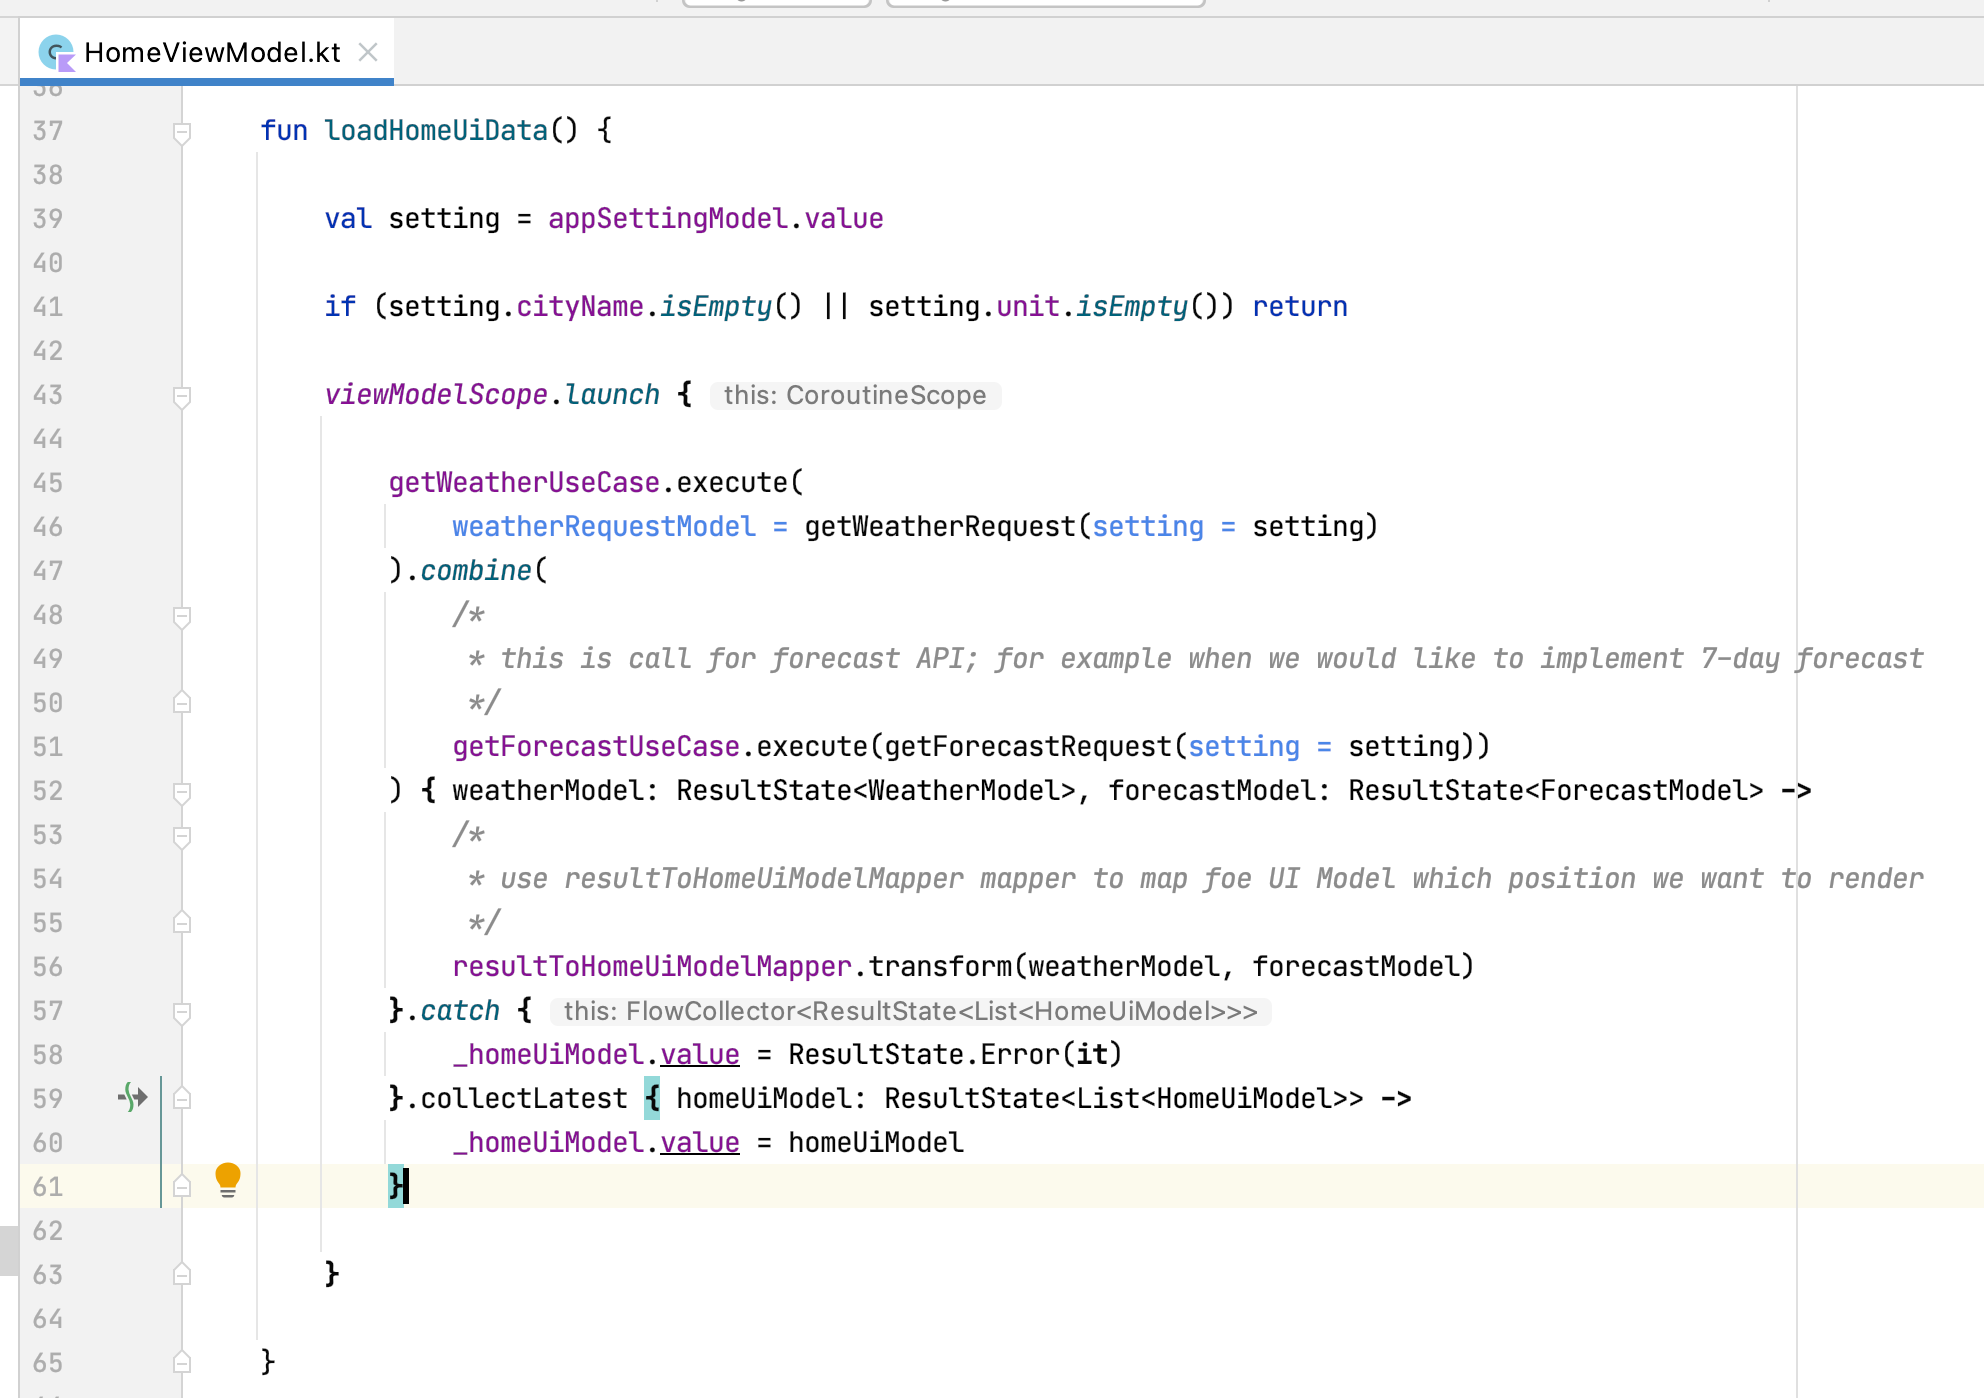 HomeViewModel.kt
36
37 fun loadHomeUiData() {
38
39 val setting = appSettingModel.value
40
41 if (setting.cityName.isEmpty() || setting.unit.isEmpty()) return
42
43 viewModelScope.launch { this: CoroutineScope
44
45 getWeatherUseCase.execute(
46 weatherRequestModel = getWeatherRequest(setting = setting)
47 ).combine(
48 /*
49 * this is call for forecast API; for example when we would like to implement 7-day forecast
50 */
51 getForecastUseCase.execute(getForecastRequest(setting = setting))
52 ) { weatherModel: ResultState<WeatherModel>, forecastModel: ResultState<ForecastModel> ->
53 /*
54 * use resultToHomeUiModelMapper mapper to map foe UI Model which position we want to render
55 */
56 resultToHomeUiModelMapper.transform(weatherModel, forecastModel)
57 }.catch { this: FlowCollector<ResultState<List<HomeUiModel>>>
58 _homeUiModel.value = ResultState.Error(it)
59 }.collectLatest { homeUiModel: ResultState<List<HomeUiModel>> ->
60 _homeUiModel.value = homeUiModel
61 }
62
63 }
64
65 }